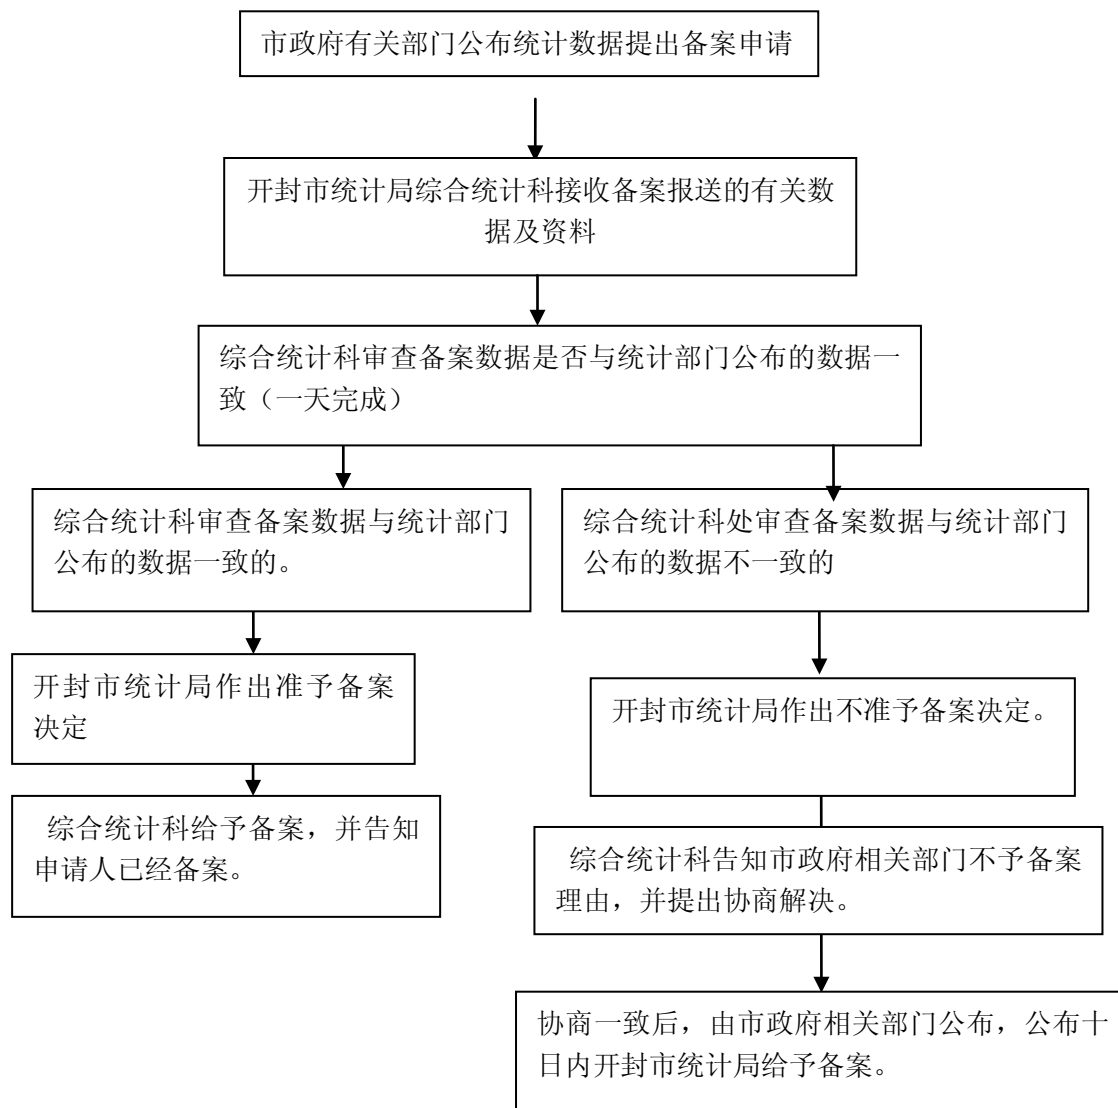 市政府有关部门公布统计数据提出备案申请
开封市统计局综合统计科接收备案报送的有关数
据及资料
综合统计科审查备案数据是否与统计部门公布的数据一
致（一天完成）
综合统计科审查备案数据与统计部门
公布的数据一致的。
综合统计科处审查备案数据与统计部门
公布的数据不一致的
开封市统计局作出准予备案
决定
开封市统计局作出不准予备案决定。
综合统计科给予备案，并告知
申请人已经备案。
综合统计科告知市政府相关部门不予备案
理由，并提出协商解决。
协商一致后，由市政府相关部门公布，公布十
日内开封市统计局给予备案。